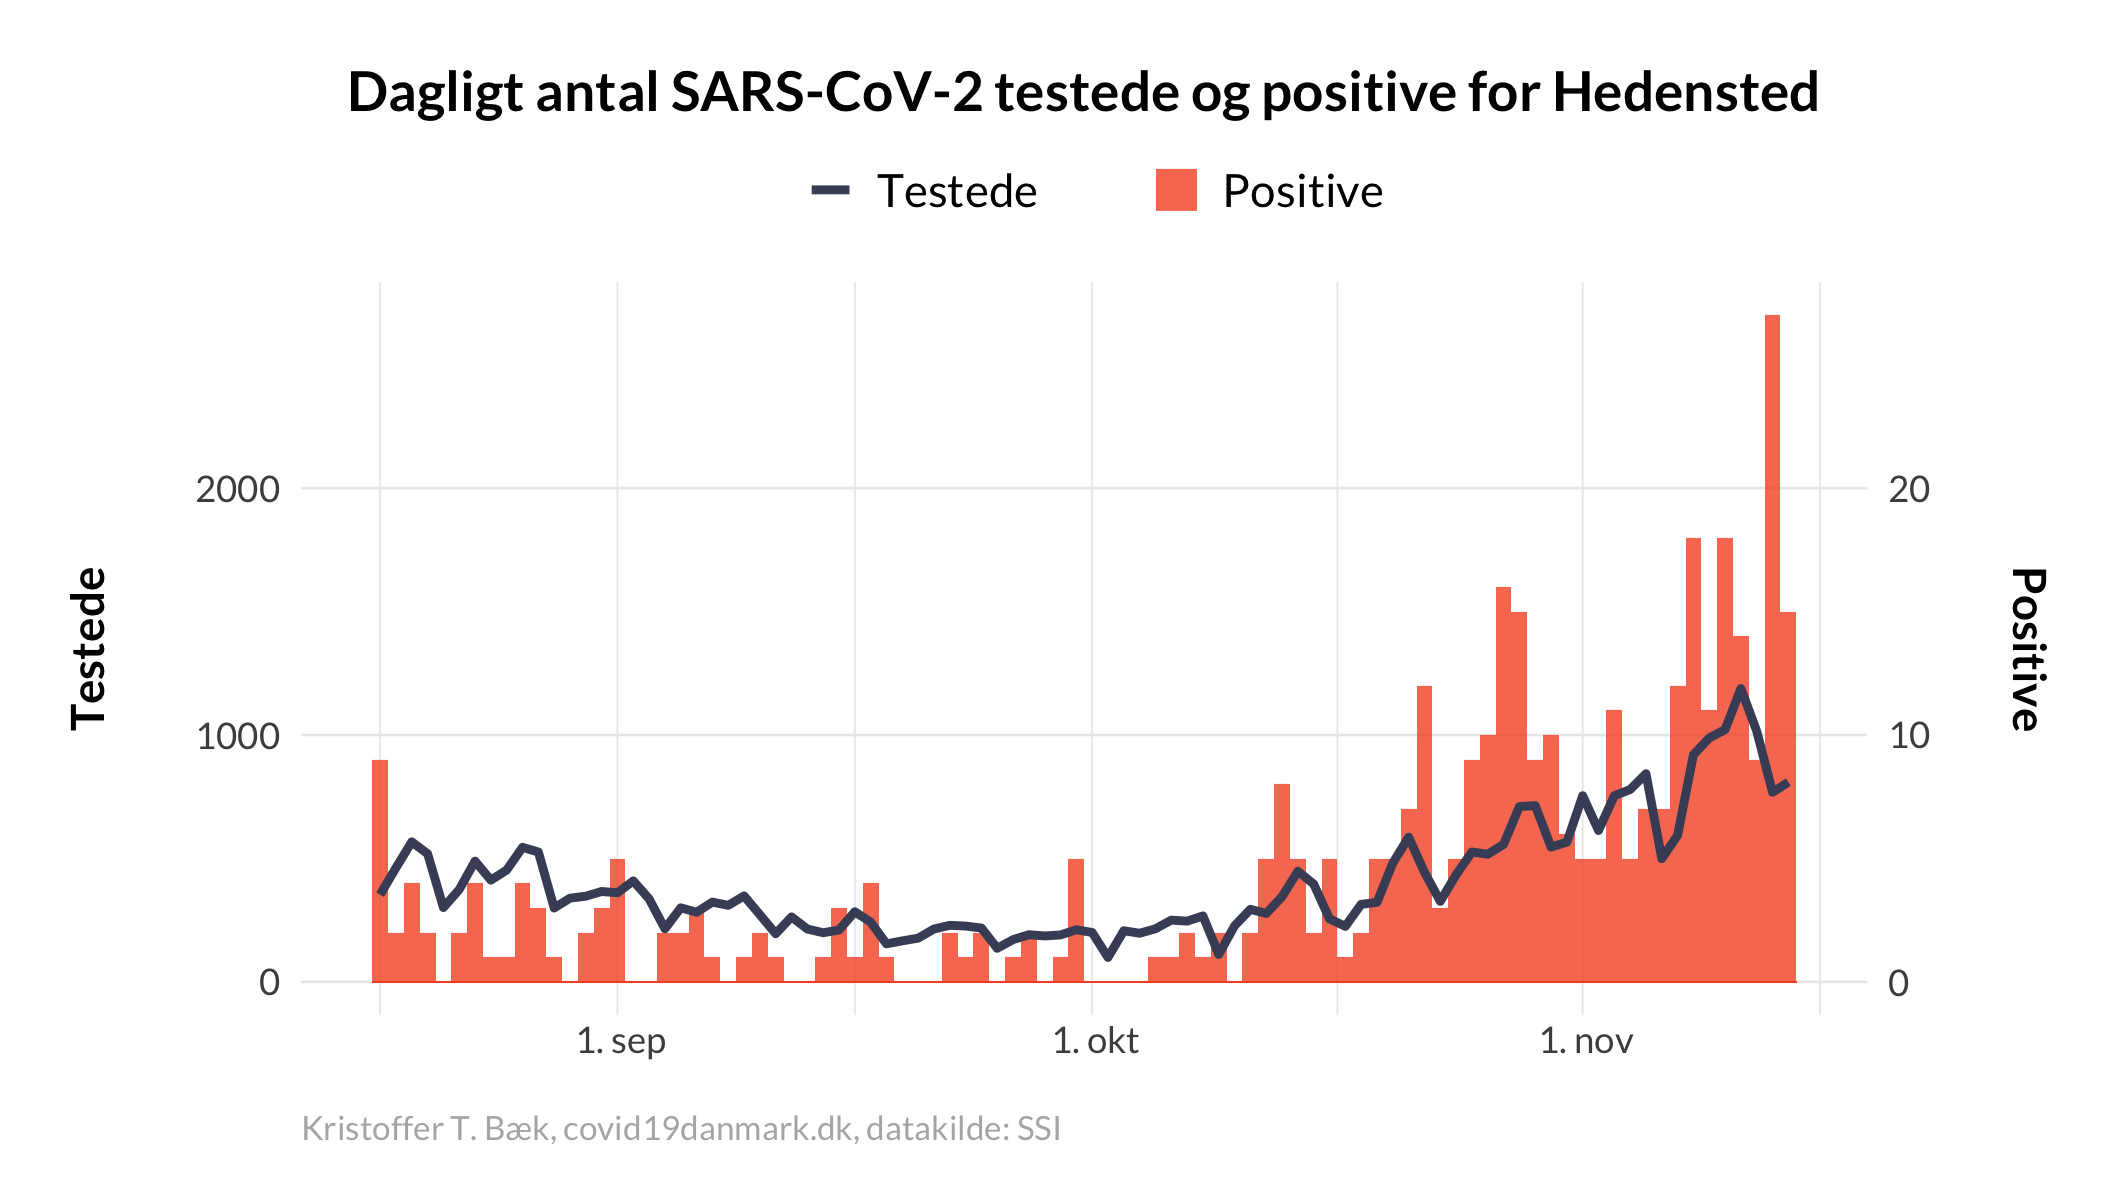 Dagligt antal SARS-CoV-2 testede og positive for Hedensted
Testede
Positive
2000
1000
0
Testede
20
10
0
Positive
1. sep
1. okt
1. nov
Kristoffer T. Bæk, covid19danmark.dk, datakilde: SSI